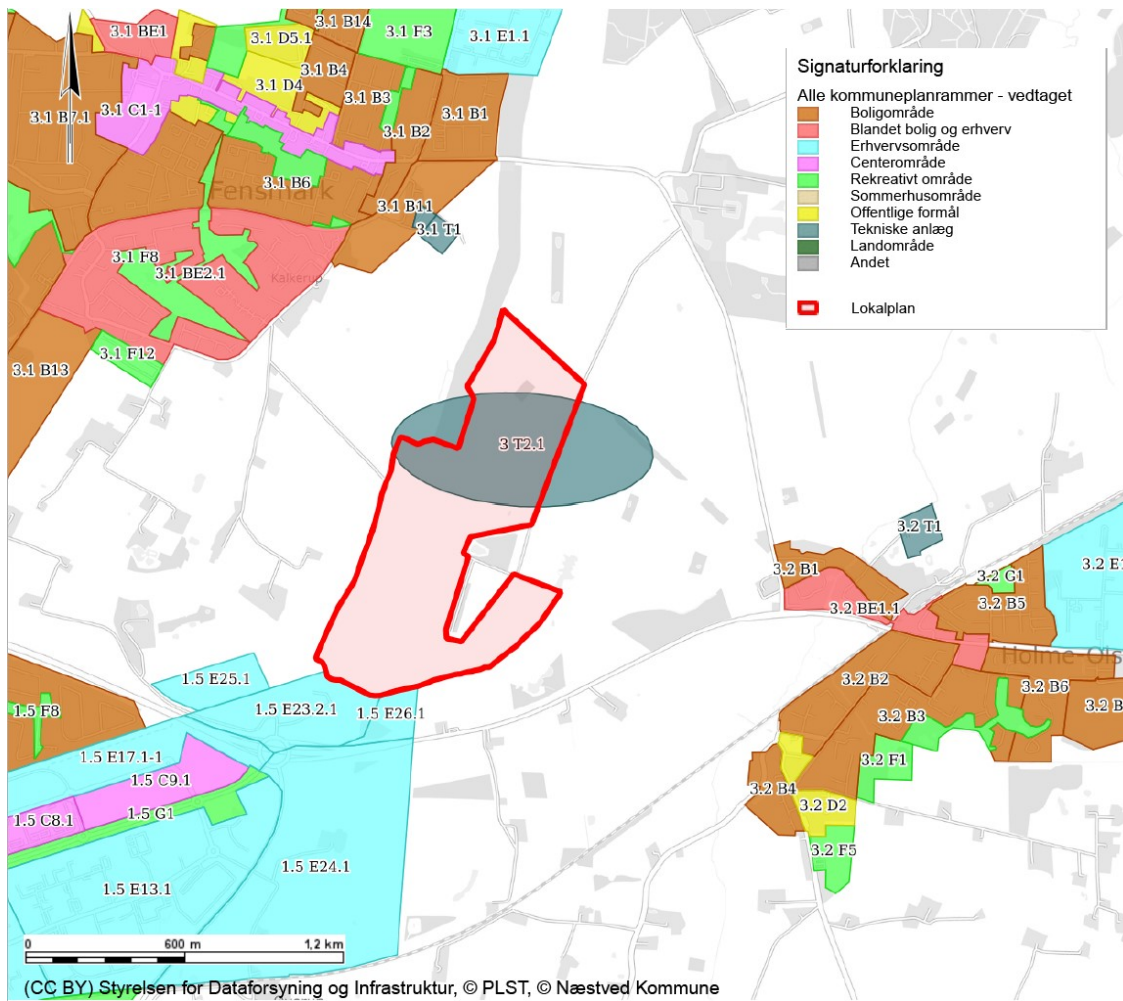 3.1 BE1
3.1 D5.1
3.1 B14
3.1 F3
3.1 E1.1
3.1 B4
3.1 D4
3.1 B7.1
3.1 C1-1
3.1 B3
3.1 B1
3.1 B2
3.1 B6
Fensmark
3.1 B11
3.1 T1
3.1 F8
3.1 BE2.1
Kalkerup
3.1 F12
3.1 B13
Signaturforklaring
Alle kommuneplanrammer - vedtaget
Boligområde
Blandet bolig og erhverv
Erhvervsområde
Centerområde
Rekreativt område
Sommerhusområde
Offentlige formål
Tekniske anlæg
Landområde
Andet
Lokalplan
3 T2.1
3.2 T1
3.2 B1
3.2 G1
3.2 E1
3.2 BE1.1
3.2 B5
Holme-Ols
3.2 B2
3.2 B6
3.2 B
3.2 B3
3.2 F1
3.2 B4
3.2 D2
3.2 F5
1.5 E25.1
1.5 F8
1.5 E23.2.1
1.5 E26.1
1.5 E17.1-1
1.5 C9.1
1.5 C8.1
1.5 G1
1.5 E24.1
1.5 E13.1
0 600 m 1,2 km
(CC BY) Styrelsen for Dataforsyning og Infrastruktur, © PLST, © Næstved Kommune